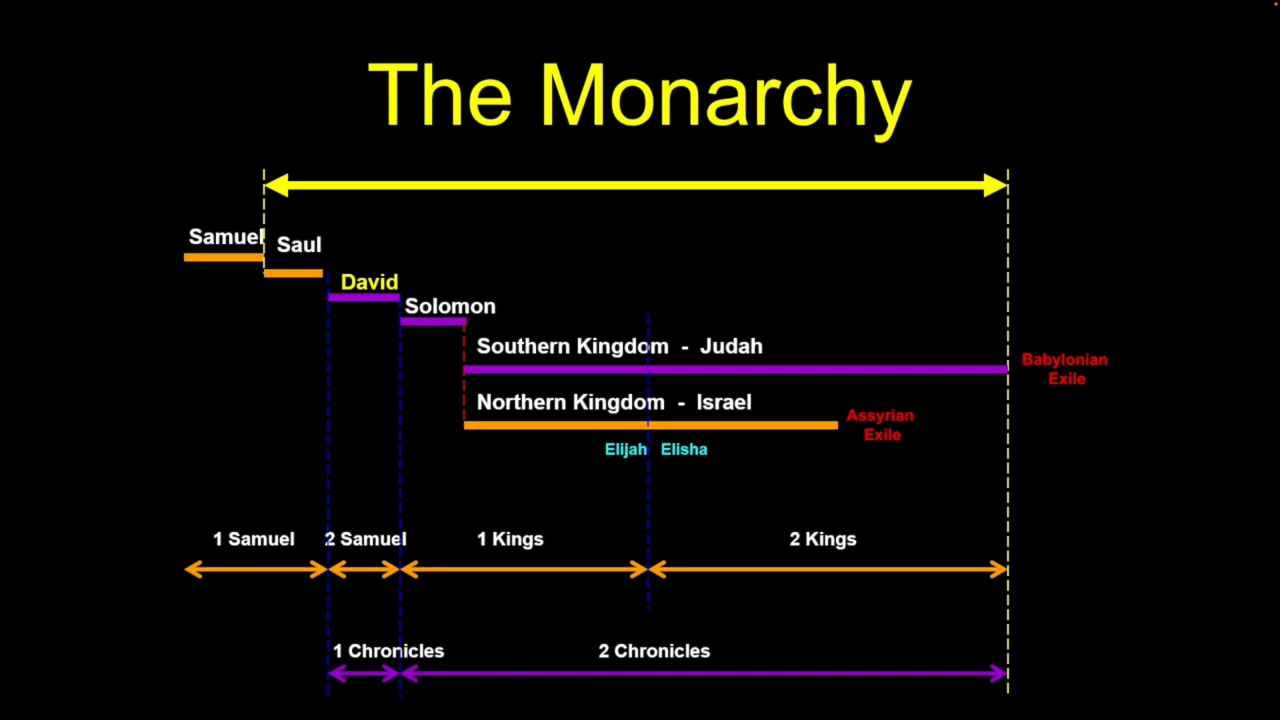 The Monarchy
Samuel
Saul
David
Solomon
Southern Kingdom - Judah
Babylonian
Exile
Northern Kingdom - Israel
Assyrian
Exile
Elijah Elisha
1 Samuel 2 Samuel 1 Kings 2 Kings
1 Chronicles 2 Chronicles